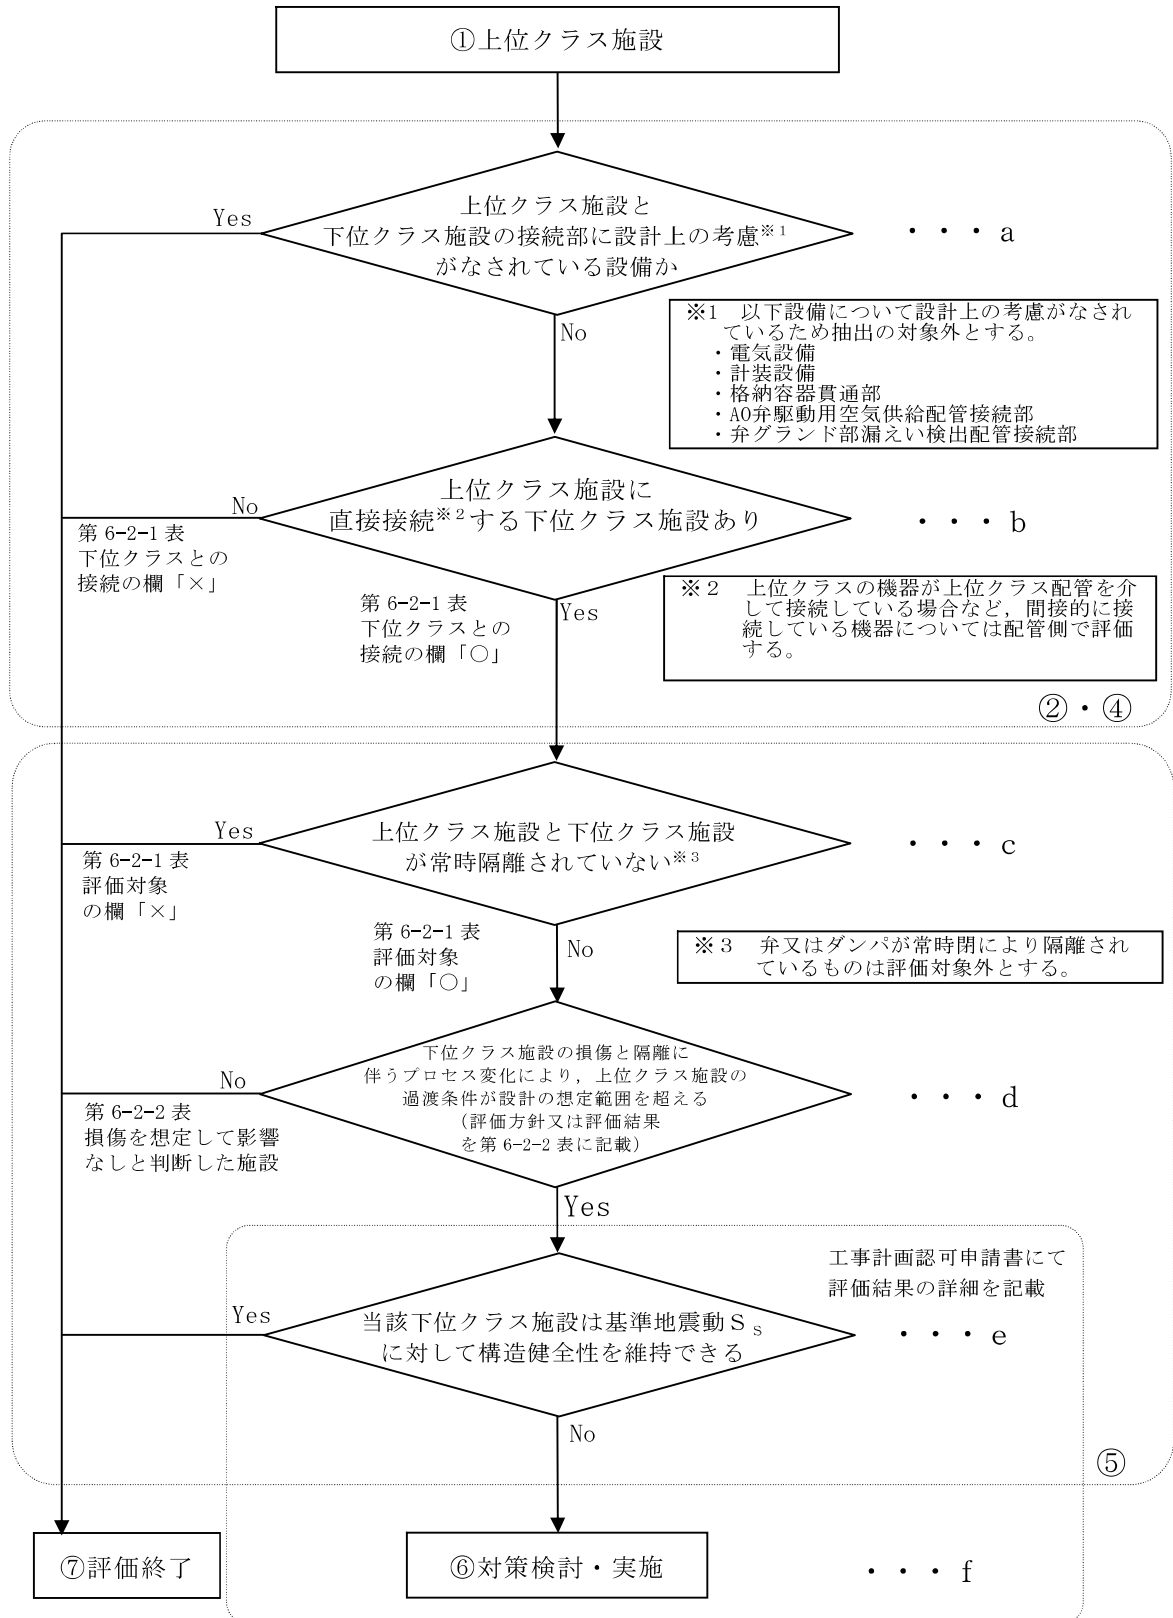 ①上位クラス施設
上位クラス施設と
下位クラス施設の接続部に設計上の考慮※1
がなされている設備か
Yes
・・・a
No
※1　以下設備について設計上の考慮がなされ
ているため抽出の対象外とする。
・電気設備
・計装設備
・格納容器貫通部
・AO弁駆動用空気供給配管接続部
・弁グランド部漏えい検出配管接続部
上位クラス施設に
直接接続※2する下位クラス施設あり
No
・・・b
第 6-2-1 表
下位クラスとの
接続の欄「×」
第 6-2-1 表
下位クラスとの
接続の欄「○」
Yes
※２　上位クラスの機器が上位クラス配管を介
して接続している場合など，間接的に接
続している機器については配管側で評価
する。
②・④
上位クラス施設と下位クラス施設
が常時隔離されていない※3
Yes
・・・c
第 6-2-1 表
評価対象
の欄「×」
第 6-2-1 表
評価対象
の欄「○」
No
※３　弁又はダンパが常時閉により隔離され
ているものは評価対象外とする。
下位クラス施設の損傷と隔離に
伴うプロセス変化により，上位クラス施設の
過渡条件が設計の想定範囲を超える
（評価方針又は評価結果
を第 6-2-2 表に記載）
No
・・・d
第 6-2-2 表
損傷を想定して影響
なしと判断した施設
Yes
工事計画認可申請書にて
評価結果の詳細を記載
当該下位クラス施設は基準地震動Ｓs
に対して構造健全性を維持できる
Yes
・・・e
No
⑤
⑦評価終了
⑥対策検討・実施
・・・f